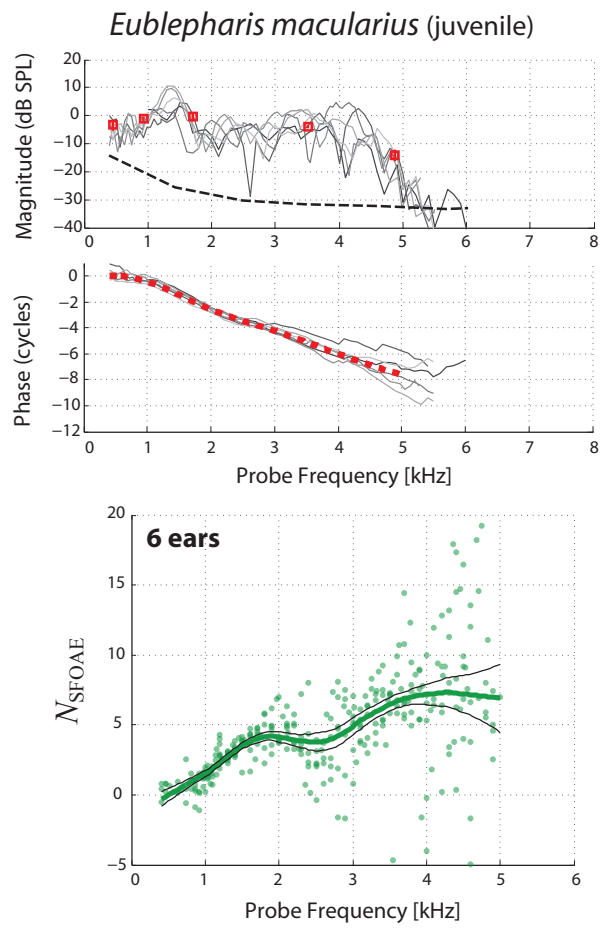 Eublepharis macularius (juvenile)
Magnitude (dB SPL)
20
10
0
−10
−20
−30
−40
0 1 2 3 4 5 6 7 8
Phase (cycles)
0
−2
−4
−6
−8
−10
−12
0 1 2 3 4 5 6 7 8
Probe Frequency [kHz]
6 ears
NSFOAE
20
15
10
5
0
−5
0 1 2 3 4 5 6
Probe Frequency [kHz]